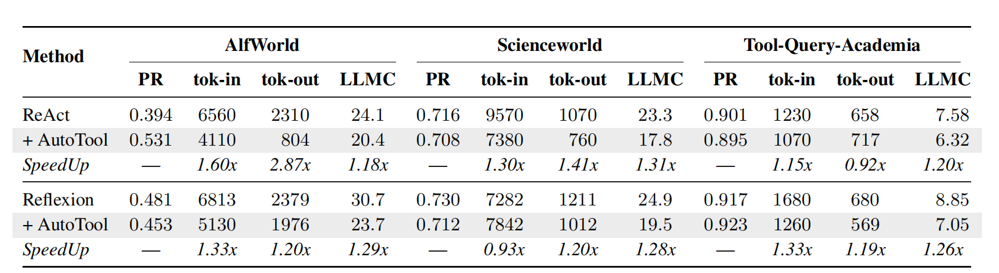 AlfWorld Scienceworld Tool-Query-Academia
Method
PR tok-in tok-out LLMC PR tok-in tok-out LLMC PR tok-in tok-out LLMC
ReAct 0.394 6560 2310 24.1 0.716 9570 1070 23.3 0.901 1230 658 7.58
+ AutoTool 0.531 4110 804 20.4 0.708 7380 760 17.8 0.895 1070 717 6.32
SpeedUp — 1.60x 2.87x 1.18x — 1.30x 1.41x 1.31x — 1.15x 0.92x 1.20x
Reflexion 0.481 6813 2379 30.7 0.730 7282 1211 24.9 0.917 1680 680 8.85
+ AutoTool 0.453 5130 1976 23.7 0.712 7842 1012 19.5 0.923 1260 569 7.05
SpeedUp — 1.33x 1.20x 1.29x — 0.93x 1.20x 1.28x — 1.33x 1.19x 1.26x